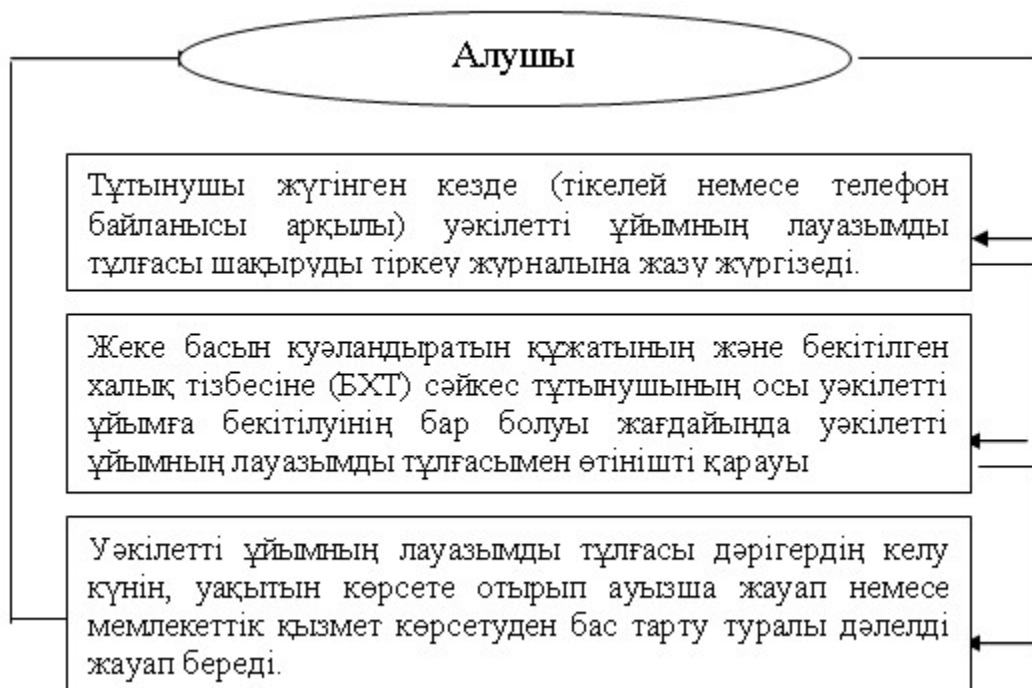 Алушы
Тұтынушы жүгінген кезде (тікелей немесе телефон
байланысы арқылы) уәкілетті ұйымның лауазымды
тұлғасы шақыруды тіркеу журналына жазу жүргізеді.
Жеке басын куәландыратын құжатының және бекітілген
халық тізбесіне (БХТ) сәйкес тұтынушының осы уәкілетті
ұйымға бекітілуінің бар болуы жағдайында уәкілетті
ұйымның лауазымды тұлғасымен өтінішті қарауы
Уәкілетті ұйымның лауазымды тұлғасы дәрігердің келу
күнін, уақытын көрсете отырып ауызша жауап немесе
мемлекеттік қызмет көрсетуден бас тарту туралы дәлелді
жауап береді.